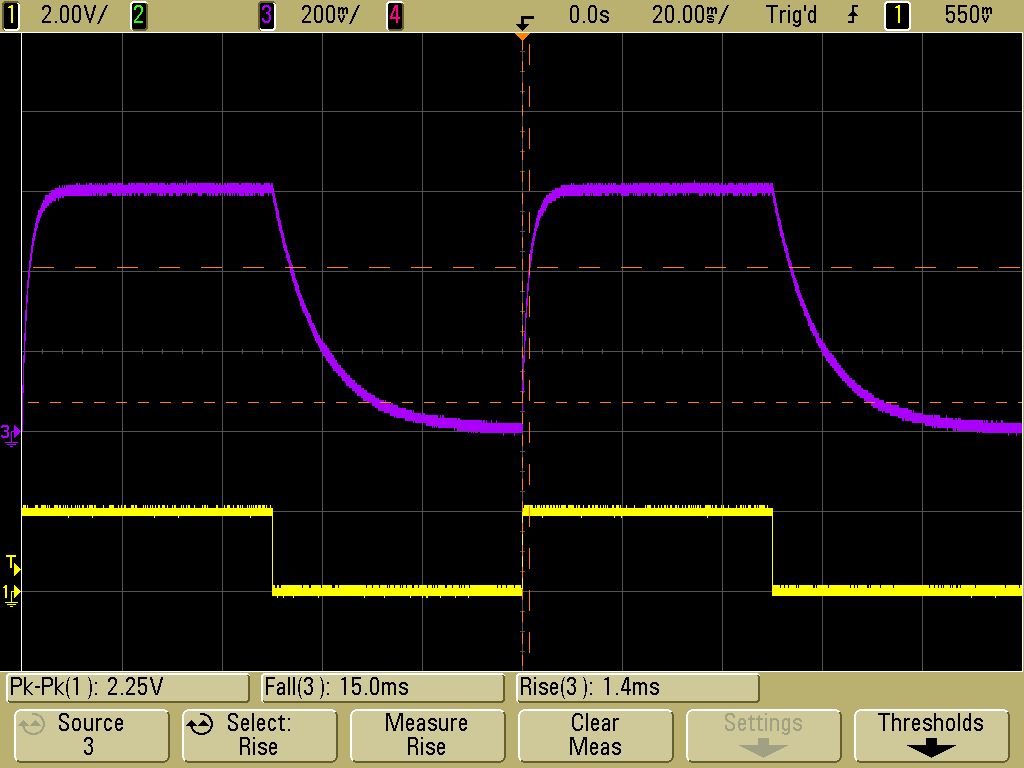 1 2.00V/ 2 3 200mV/ 4 0.0s 20.00ms/ Trig'd 1 550mV
3
T
1
Pk-Pk(1): 2.25V Fall(3): 15.0ms Rise(3): 1.4ms
Source Select: Measure Clear Settings Thresholds
3 Rise Rise Meas